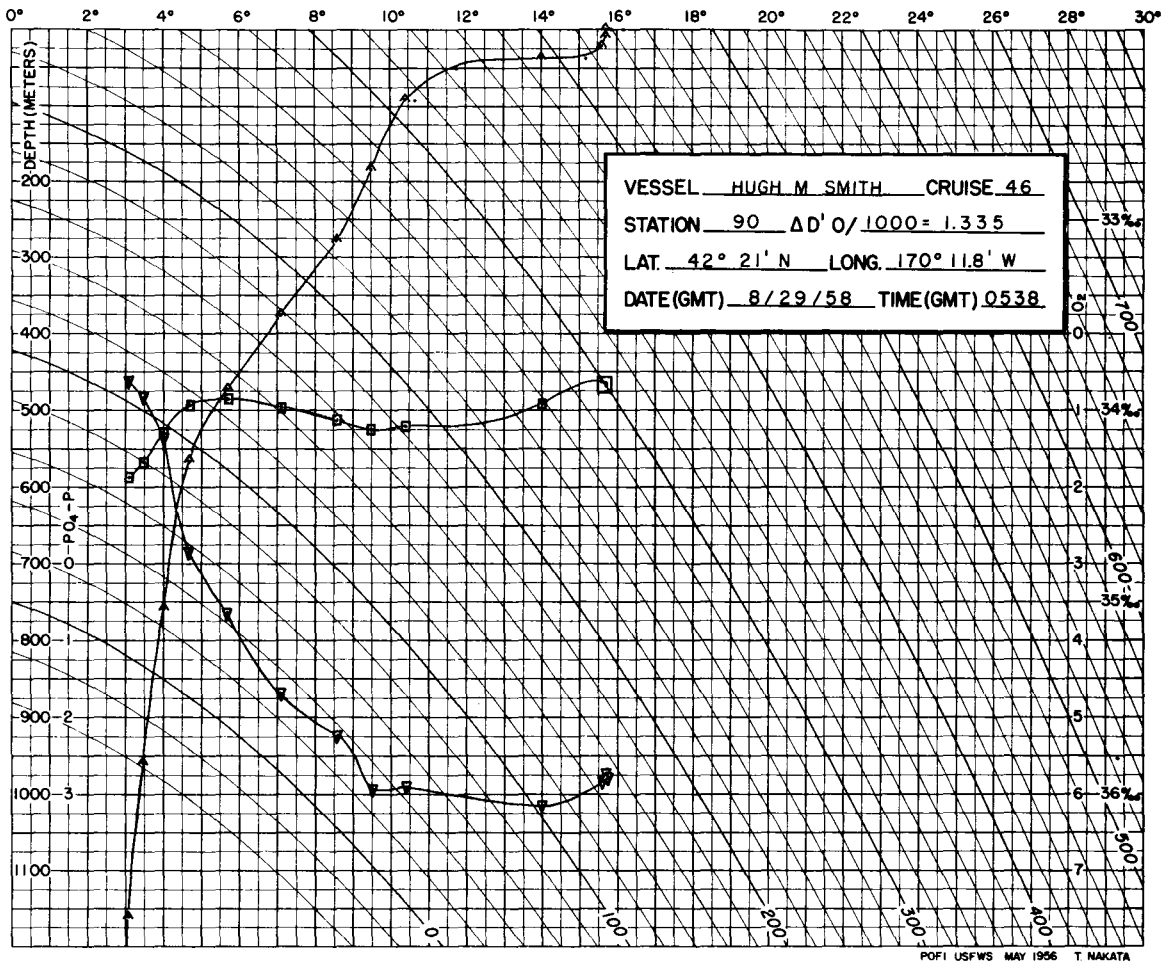 0° 2° 4° 6° 8° 10° 12° 14° 16° 18° 20° 22° 24° 26° 28° 30°
DEPTH (METERS)
VESSEL HUGH M SMITH CRUISE 46
STATION 90 ΔD' 0/1000 = 1.335
LAT. 42° 21' N LONG. 170° 11.8' W
DATE (GMT) 8/29/58 TIME (GMT) 0538
200
33‰
300
O₂
700
400 0
500 1 34‰
600 2
PO₄-P
700 0 3
600
35‰
800 1 4
900 2 5
1000 3 6 36‰
500
1100 7
0 100 200 300 400
POFI USFWS MAY 1956 T. NAKATA